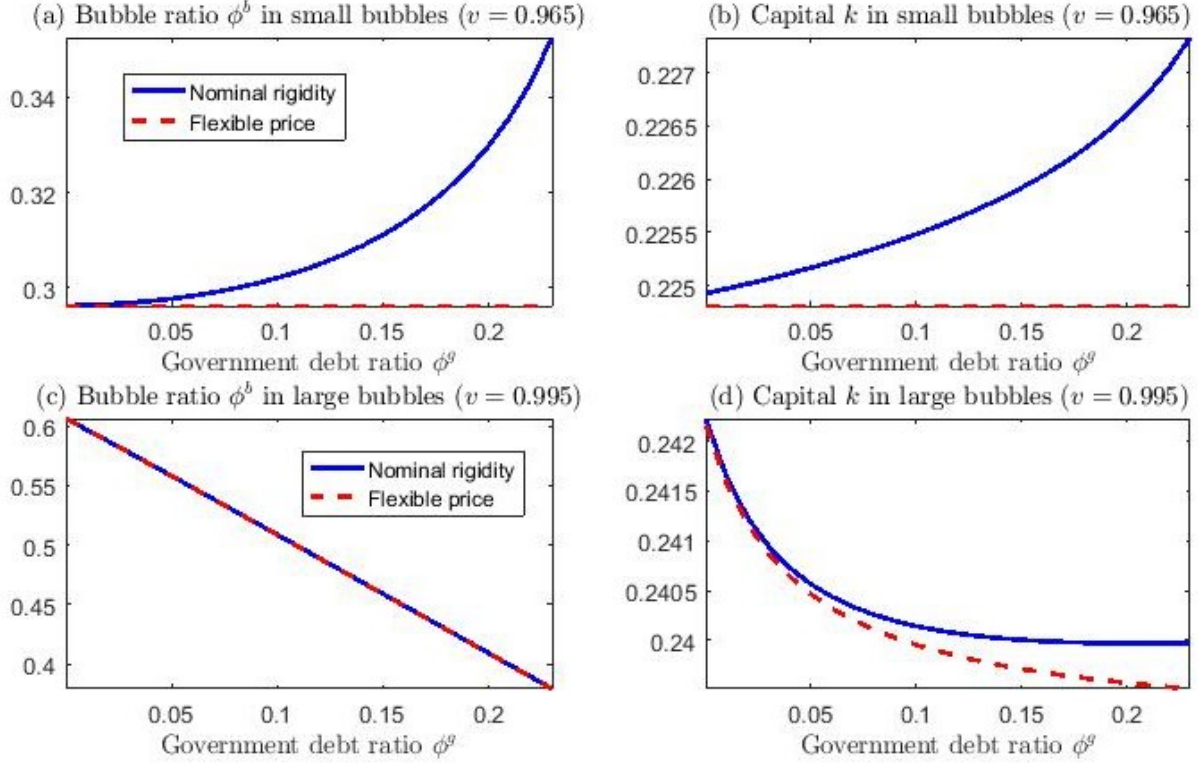 (a) Bubble ratio ϕᵇ in small bubbles (v = 0.965)
0.34
0.32
0.3
Nominal rigidity
Flexible price
0.05 0.1 0.15 0.2
Government debt ratio ϕᵍ
(b) Capital k in small bubbles (v = 0.965)
0.227
0.2265
0.226
0.2255
0.225
0.05 0.1 0.15 0.2
Government debt ratio ϕᵍ
(c) Bubble ratio ϕᵇ in large bubbles (v = 0.995)
0.6
0.55
0.5
0.45
0.4
Nominal rigidity
Flexible price
0.05 0.1 0.15 0.2
Government debt ratio ϕᵍ
(d) Capital k in large bubbles (v = 0.995)
0.242
0.2415
0.241
0.2405
0.24
0.05 0.1 0.15 0.2
Government debt ratio ϕᵍ